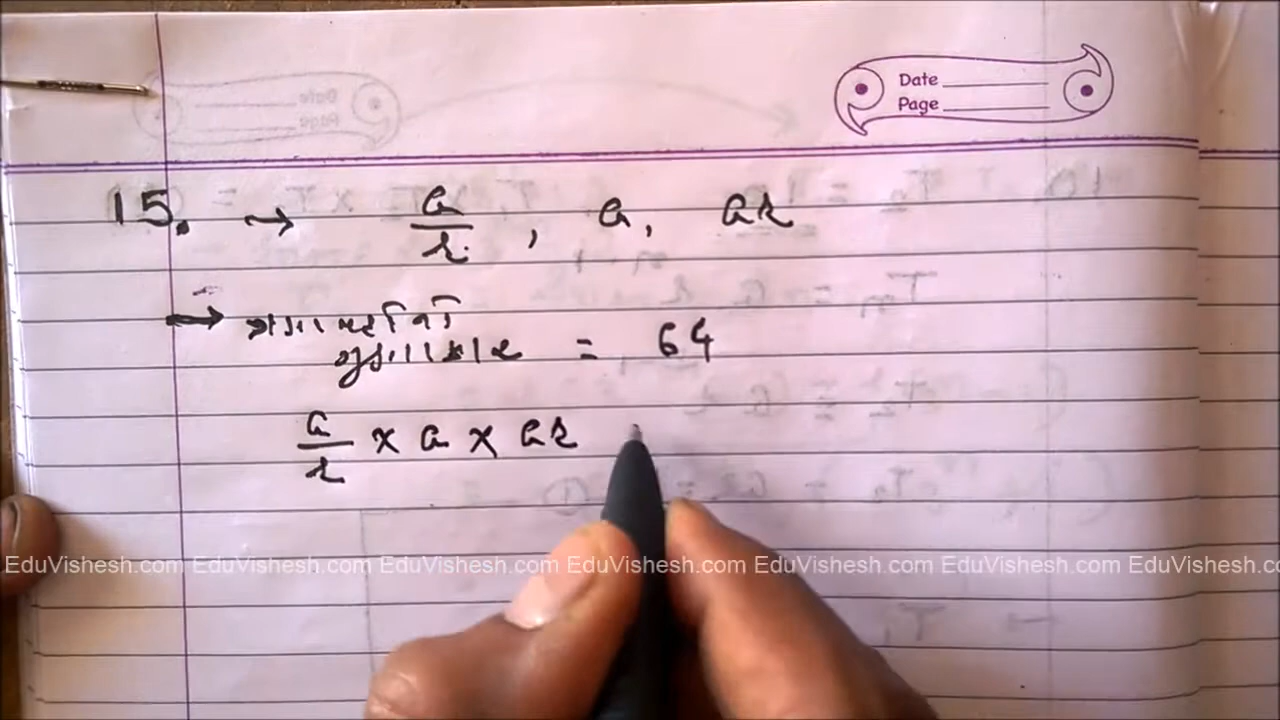 Date
Page
15. → a/r , a, ar
→
ગુણાકાર = 64
a/r × a × ar
EduVishesh.com EduVishesh.com EduVishesh.com EduVishesh.com EduVishesh.com EduVishesh.com EduVishesh.com